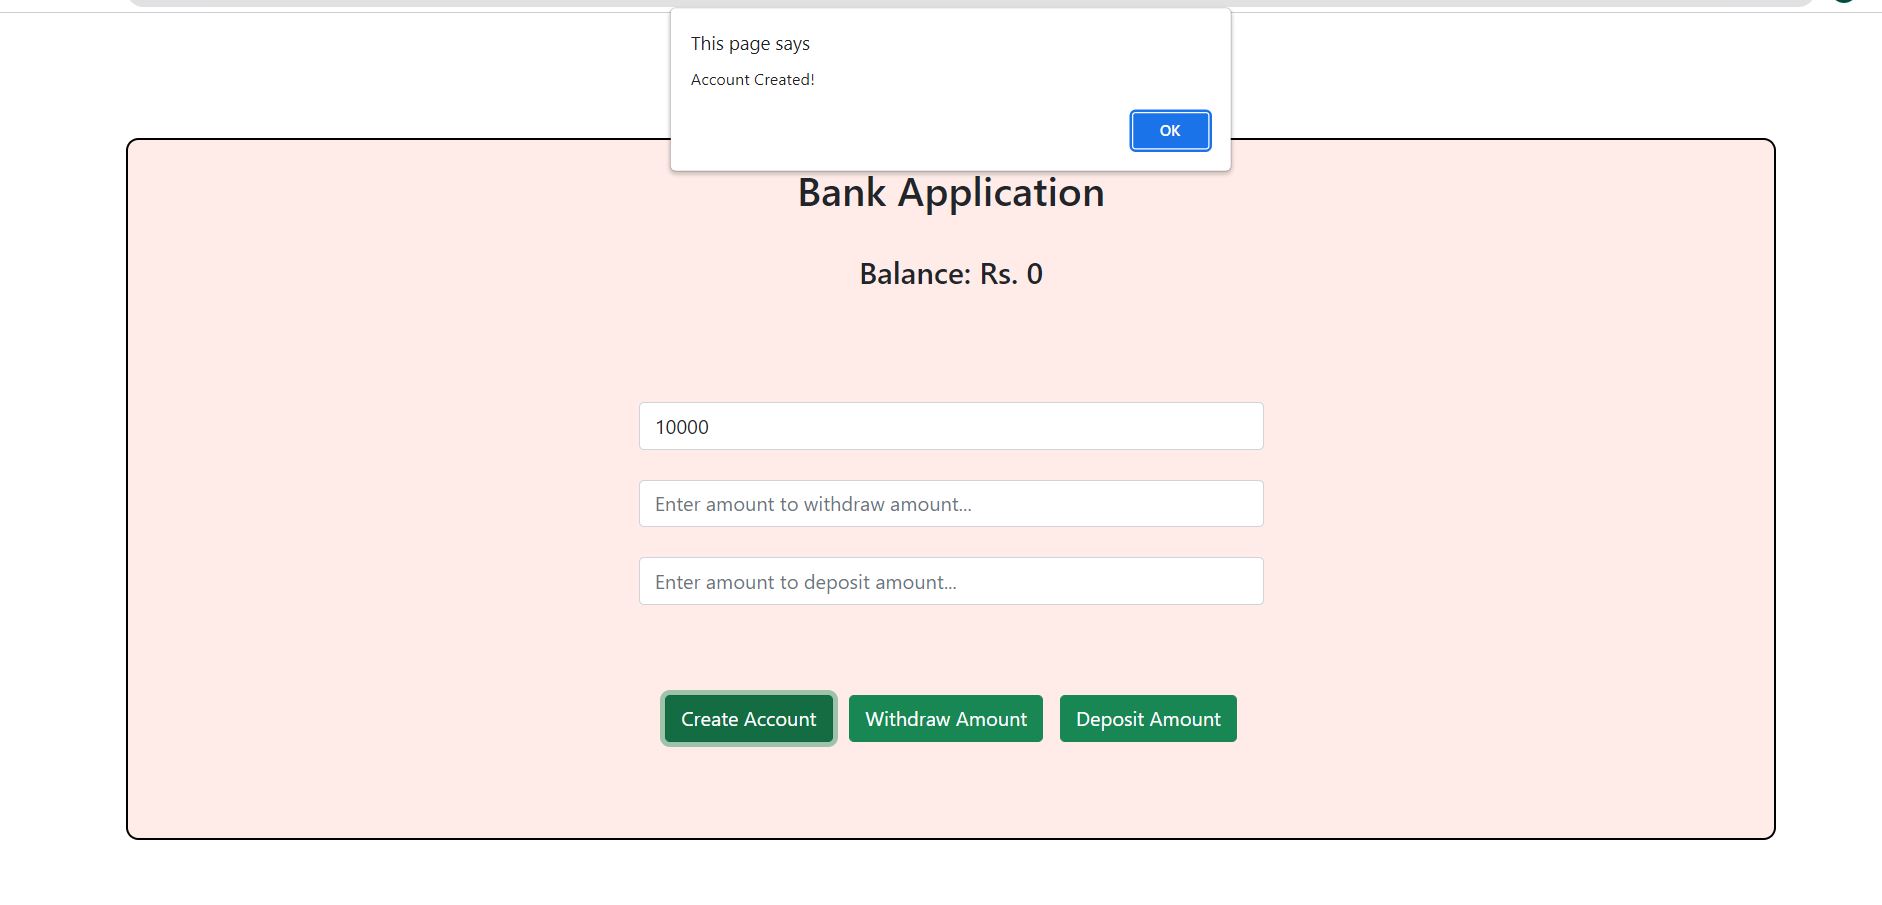 This page says
Account Created!
OK
Bank Application
Balance: Rs. 0
10000
Enter amount to withdraw amount...
Enter amount to deposit amount...
Create Account
Withdraw Amount
Deposit Amount